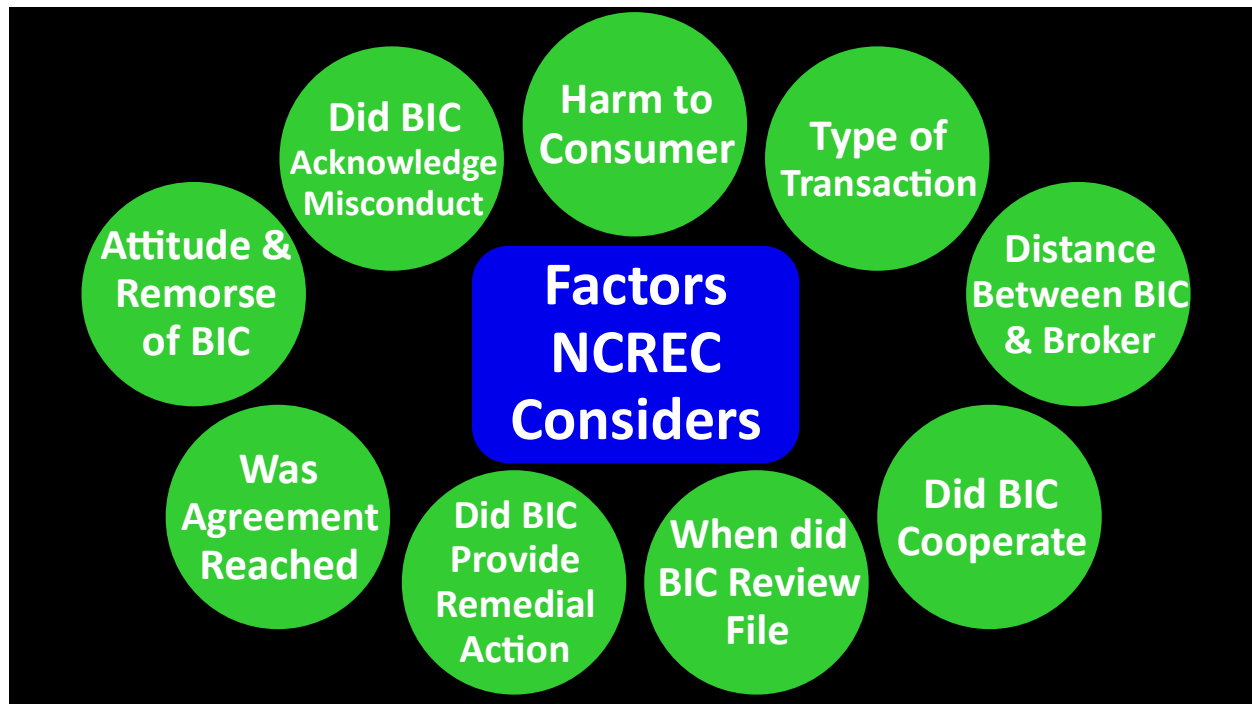 Harm to
Consumer
Type of
Transaction
Distance
Between BIC
& Broker
Did BIC
Cooperate
When did
BIC Review
File
Did BIC
Provide
Remedial
Action
Was
Agreement
Reached
Attitude &
Remorse
of BIC
Did BIC
Acknowledge
Misconduct
Factors
NCREC
Considers